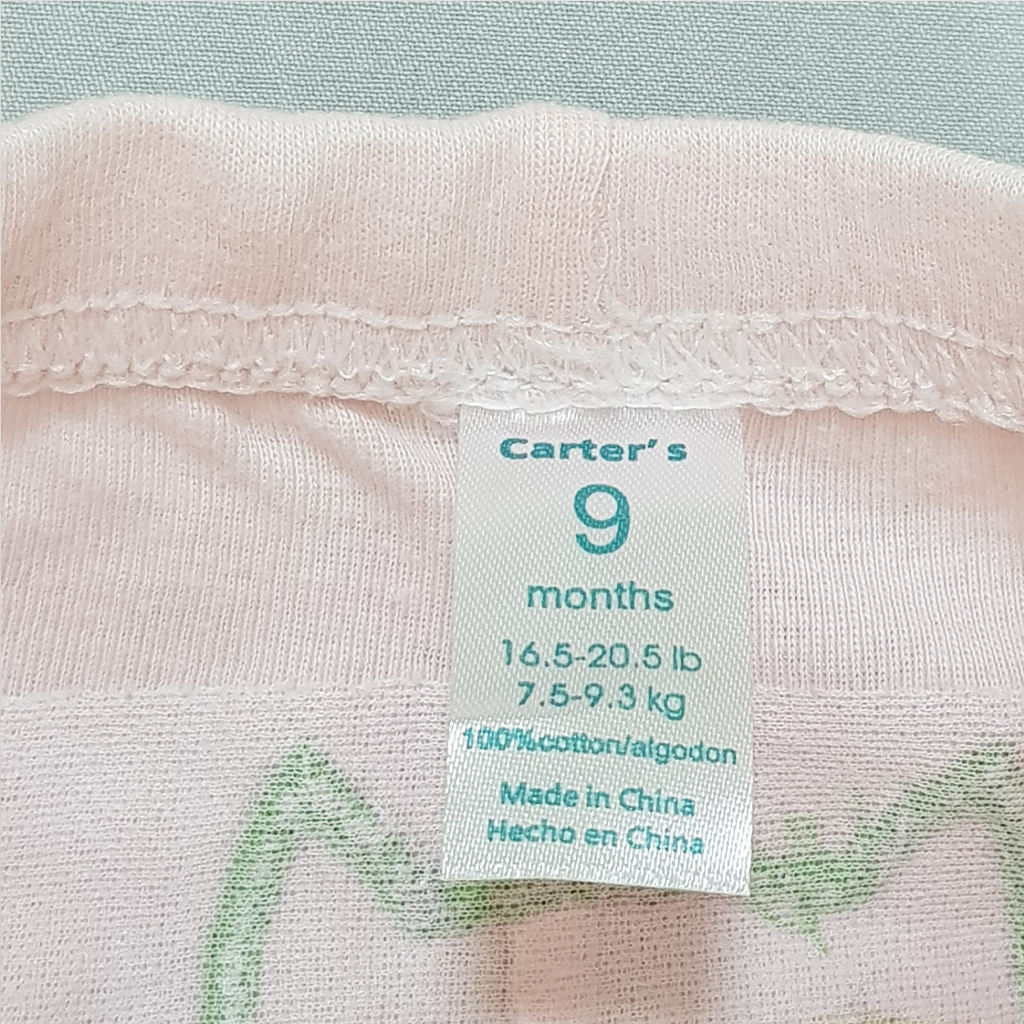 Carter's
9
months
16.5-20.5 lb
7.5-9.3 kg
100%cotton/algodon
Made in China
Hecho en China